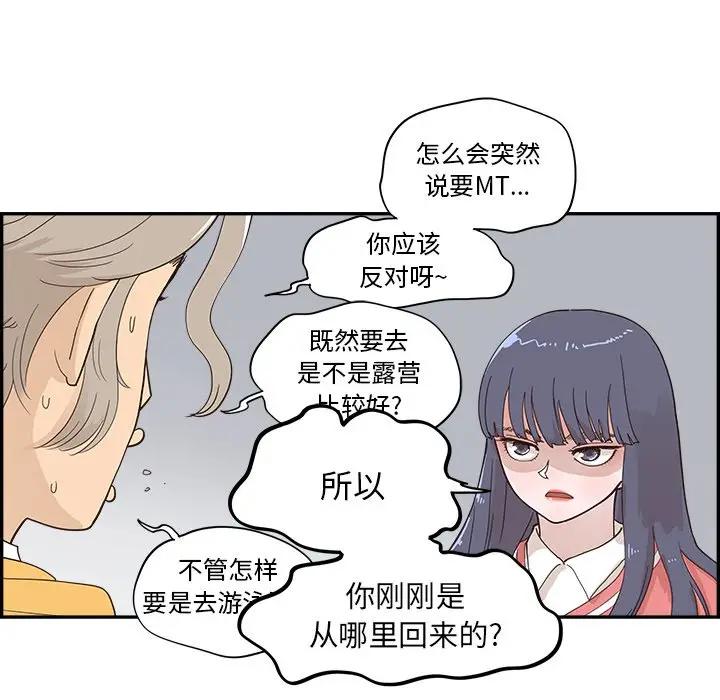 怎么会突然
说要MT...
你应该
反对呀~
既然要去
是不是露营
比较好?
所以
不管怎样
要是去游泳
你刚刚是
从哪里回来的?